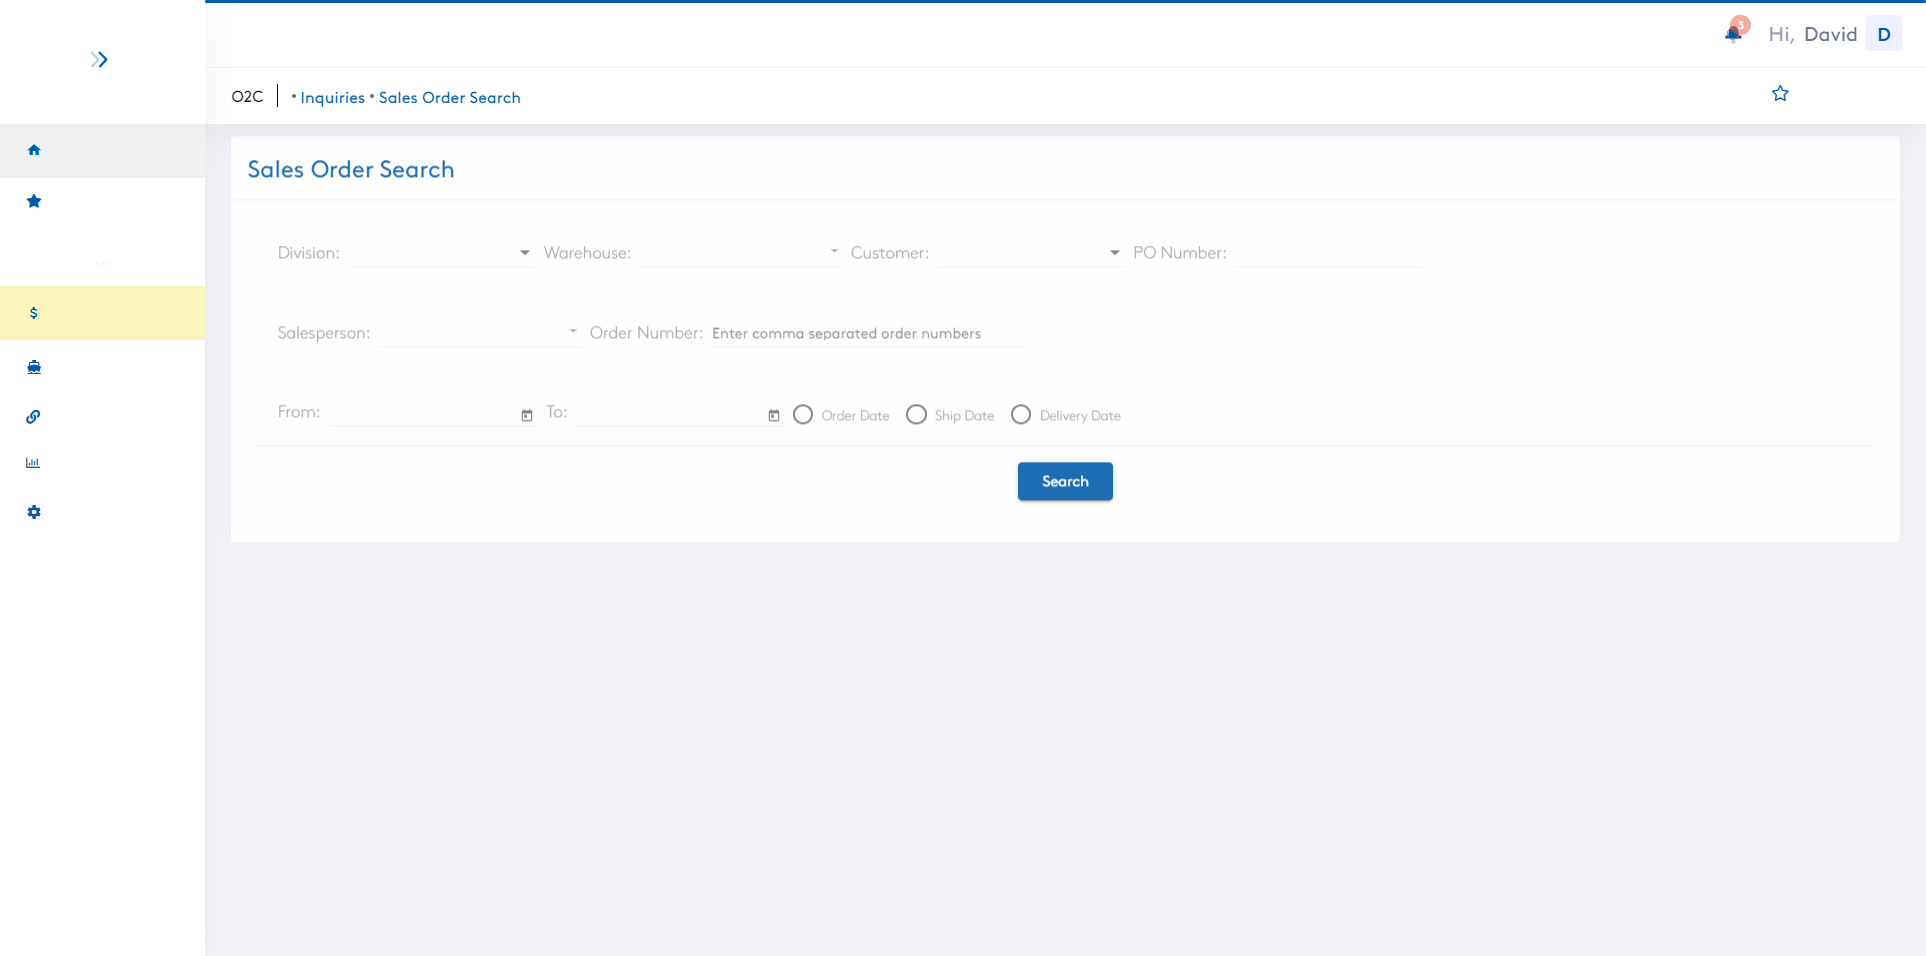 3
Hi, David D
O2C • Inquiries • Sales Order Search
Sales Order Search
Division: Warehouse: Customer: PO Number:
Salesperson: Order Number: Enter comma separated order numbers
From: To: Order Date Ship Date Delivery Date
Search